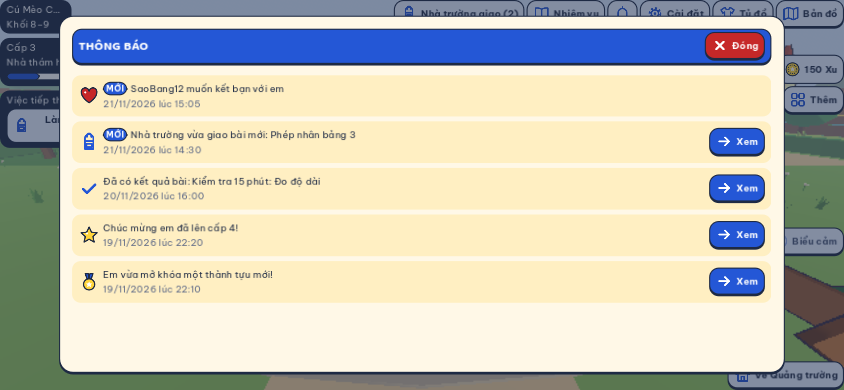 Cú Mèo C...
Khối 8-9
Nhà trường giao (2)
Nhiệm vụ
Cài đặt
Tủ đồ
Bản đồ
THÔNG BÁO
Đóng
Cấp 3
Nhà thám h
150 Xu
MỚI SaoBang12 muốn kết bạn với em
21/11/2026 lúc 15:05
Thêm
Việc tiếp th
Làm
MỚI Nhà trường vừa giao bài mới: Phép nhân bảng 3
21/11/2026 lúc 14:30
Xem
Đã có kết quả bài: Kiểm tra 15 phút: Đo độ dài
20/11/2026 lúc 16:00
Xem
Chúc mừng em đã lên cấp 4!
19/11/2026 lúc 22:20
Xem
Biểu cảm
Em vừa mở khóa một thành tựu mới!
19/11/2026 lúc 22:10
Xem
Về Quảng trường